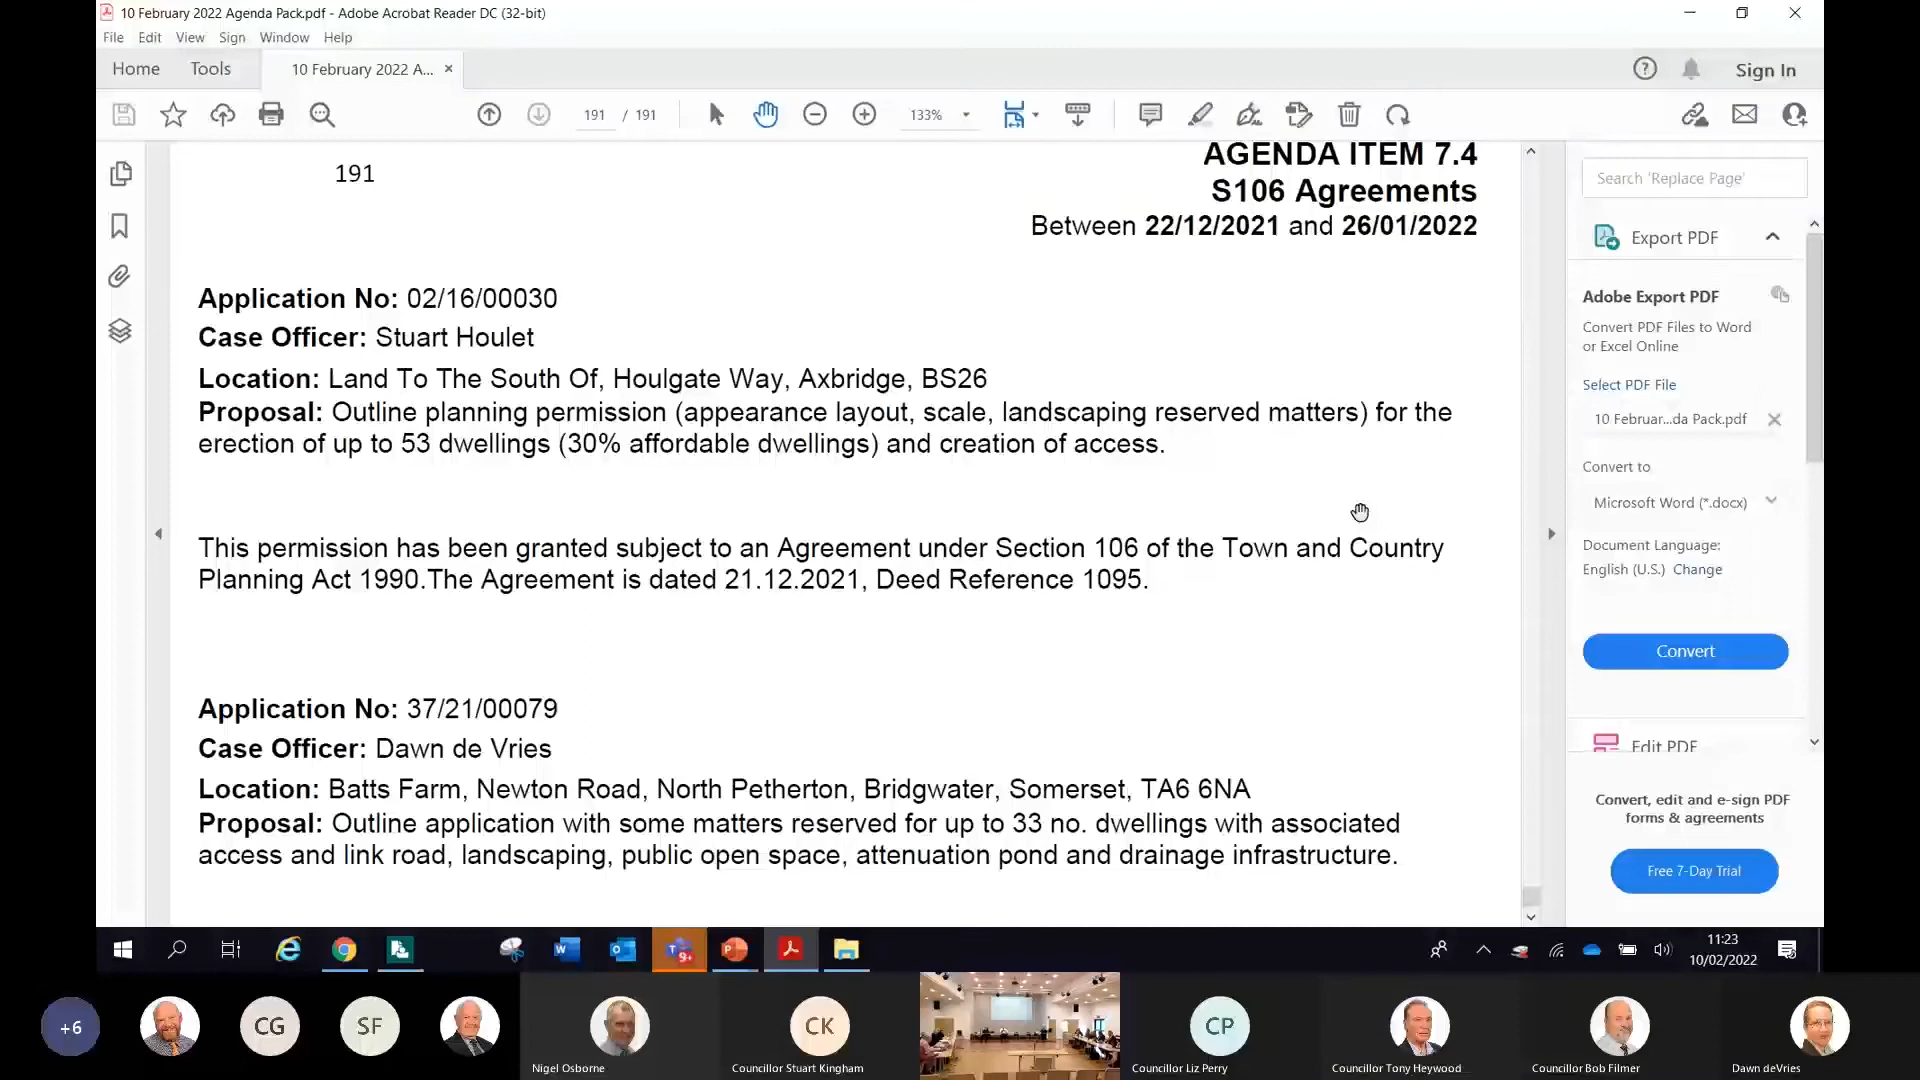 10 February 2022 Agenda Pack.pdf - Adobe Acrobat Reader DC (32-bit)
File Edit View Sign Window Help
Home Tools 10 February 2022 A... × Sign In
191 / 191 133%
AGENDA ITEM 7.4
191
S106 Agreements
Between 22/12/2021 and 26/01/2022
Application No: 02/16/00030
Case Officer: Stuart Houlet
Location: Land To The South Of, Houlgate Way, Axbridge, BS26
Proposal: Outline planning permission (appearance layout, scale, landscaping reserved matters) for the
erection of up to 53 dwellings (30% affordable dwellings) and creation of access.
This permission has been granted subject to an Agreement under Section 106 of the Town and Country
Planning Act 1990.The Agreement is dated 21.12.2021, Deed Reference 1095.
Application No: 37/21/00079
Case Officer: Dawn de Vries
Location: Batts Farm, Newton Road, North Petherton, Bridgwater, Somerset, TA6 6NA
Proposal: Outline application with some matters reserved for up to 33 no. dwellings with associated
access and link road, landscaping, public open space, attenuation pond and drainage infrastructure.
Search 'Replace Page'
Export PDF
Adobe Export PDF
Convert PDF Files to Word
or Excel Online
Select PDF File
10 Februar...da Pack.pdf
Convert to
Microsoft Word (*.docx)
Document Language:
English (U.S.) Change
Convert
Edit PDF
Convert, edit and e-sign PDF
forms & agreements
Free 7-Day Trial
11:23
10/02/2022
9+
+6 CG SF CK CP
Nigel Osborne Councillor Stuart Kingham Councillor Liz Perry Councillor Tony Heywood Councillor Bob Filmer Dawn deVries